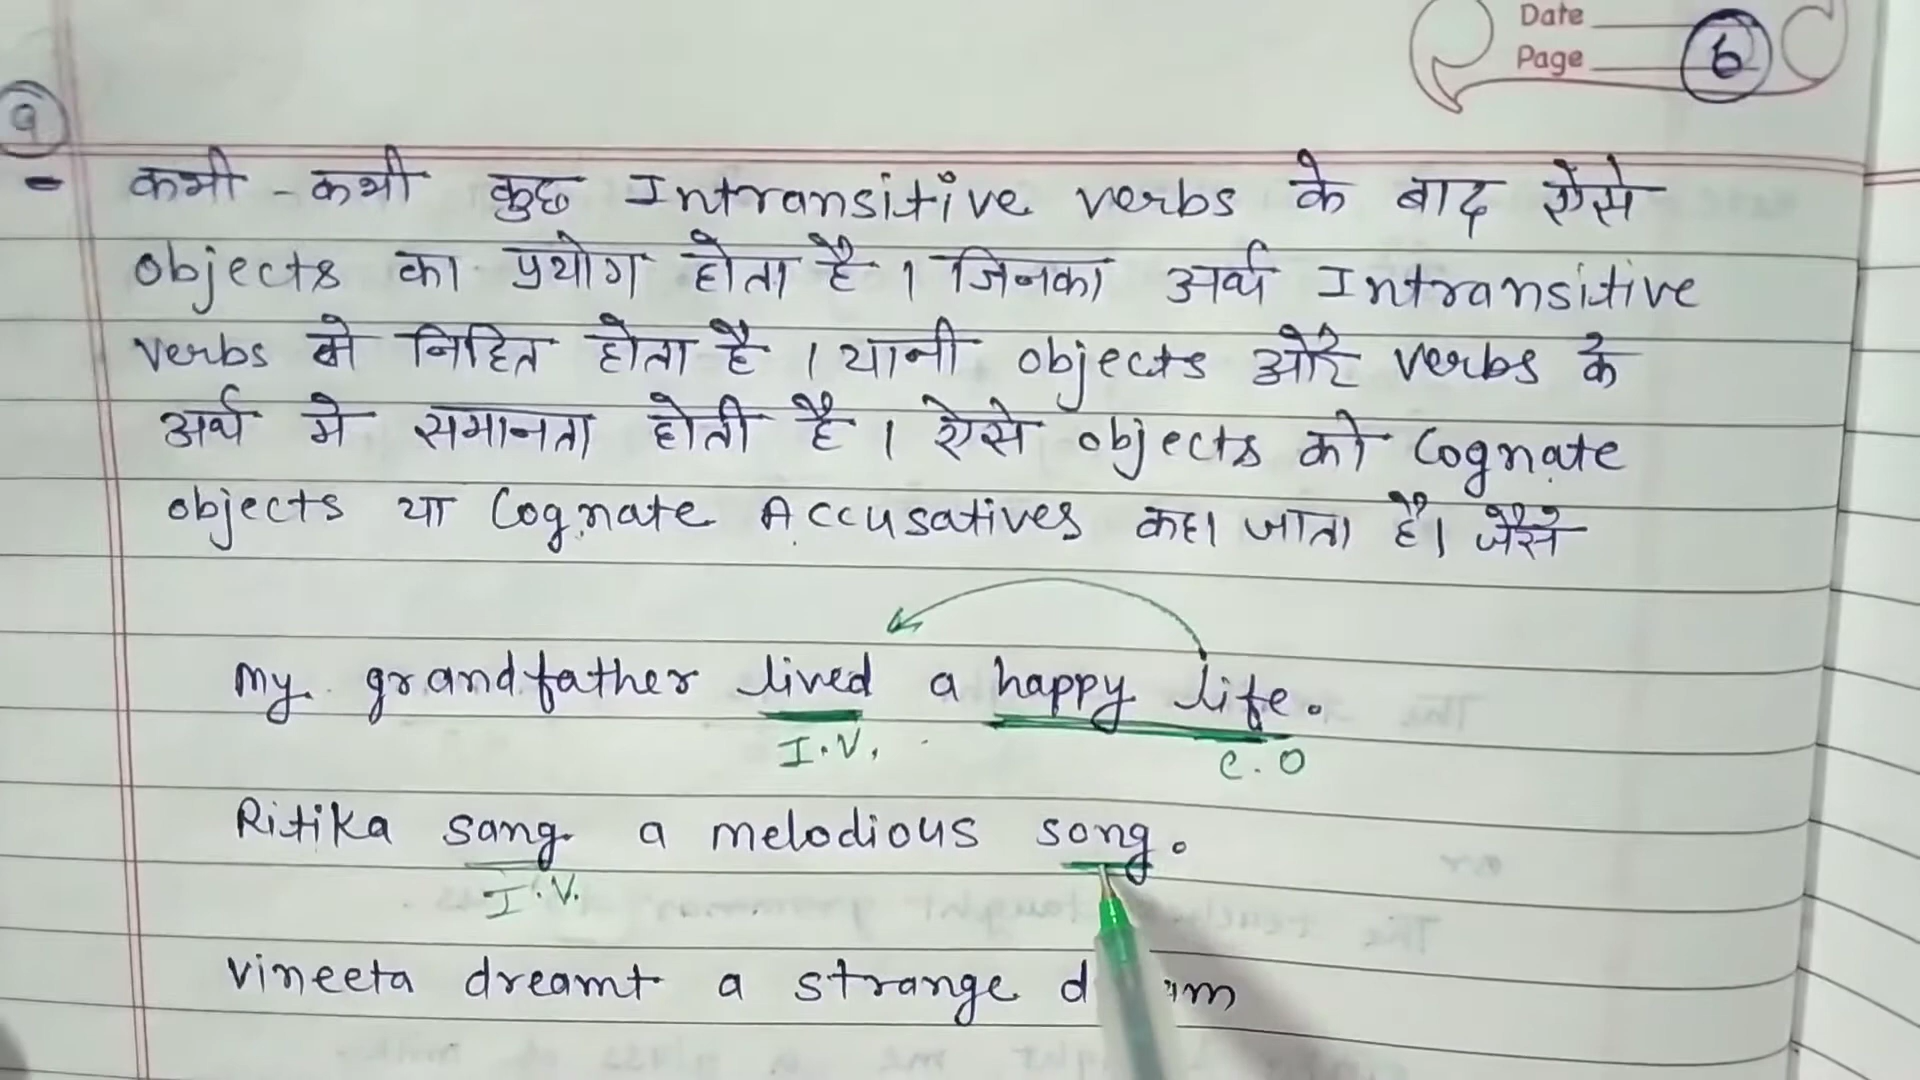 Date
Page 6
9
- कभी - कभी कुछ Intransitive verbs के बाद ऐसे
objects का प्रयोग होता है । जिनका अर्थ Intransitive
verbs में निहित होता है । यानी objects और verbs के
अर्थ मे समानता होती है । ऐसे objects को Cognate
objects या Cognate Accusatives कहा जाता है। जैसे
My grandfather lived a happy life.
I.V. C.O
Ritika sang a melodious song.
I.V.
Vineeta dreamt a strange